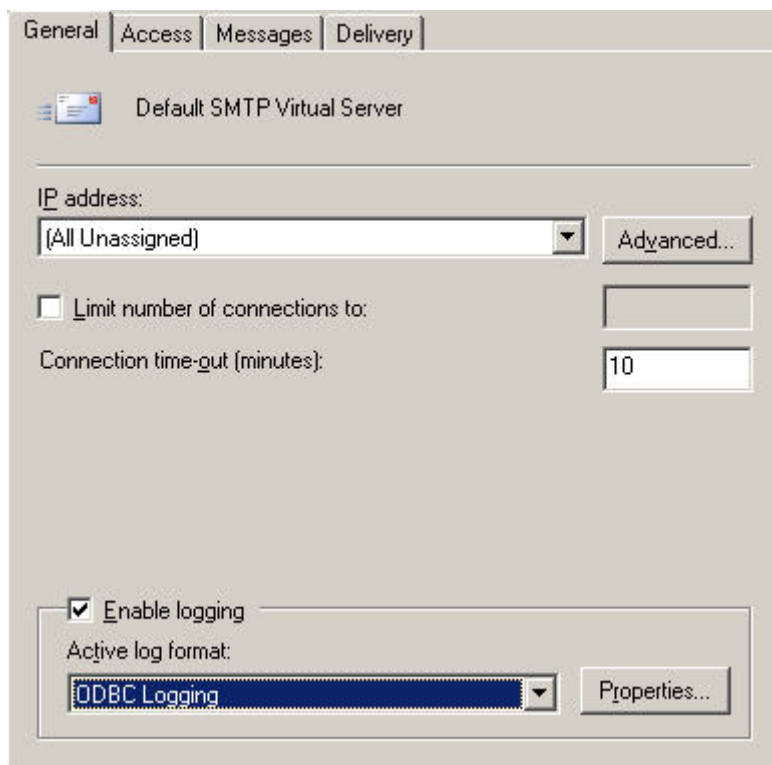 General Access Messages Delivery
Default SMTP Virtual Server
IP address:
(All Unassigned) Advanced...
Limit number of connections to:
Connection time-out (minutes): 10
Enable logging
Active log format:
ODBC Logging Properties...